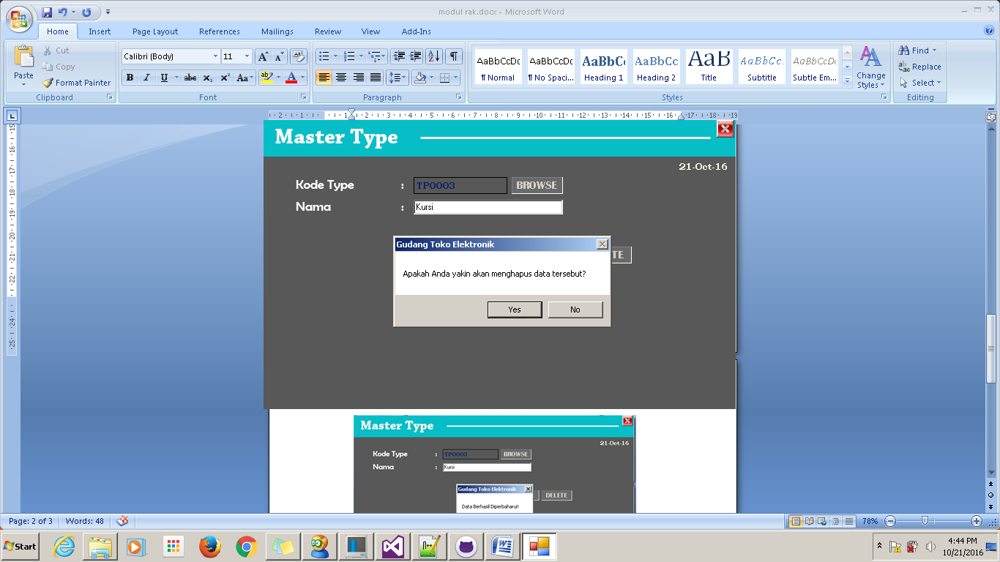 modul rak.docx - Microsoft Word
Home Insert Page Layout References Mailings Review View Add-Ins
Paste
Cut
Copy
Format Painter
Clipboard
Calibri (Body) 11
Font
Paragraph
AaBbCcDc AaBbCcDc AaBbCc AaBbCc AaB AaBbCc. AaBbCcDc
¶ Normal ¶ No Spaci... Heading 1 Heading 2 Title Subtitle Subtle Em...
Change Styles
Styles
Find
Replace
Select
Editing
Master Type
21-Oct-16
Kode Type : TP0003 BROWSE
Nama : Kursi
Gudang Toko Elektronik
TE
Apakah Anda yakin akan menghapus data tersebut?
Yes No
Master Type
21-Oct-16
Kode Type : TP0003 BROWSE
Nama : Kursi
Gudang Toko Elektronik
DELETE
Data Berhasil Diperbaharui!
Page: 2 of 3 Words: 48 78%
Start
4:44 PM
10/21/2016